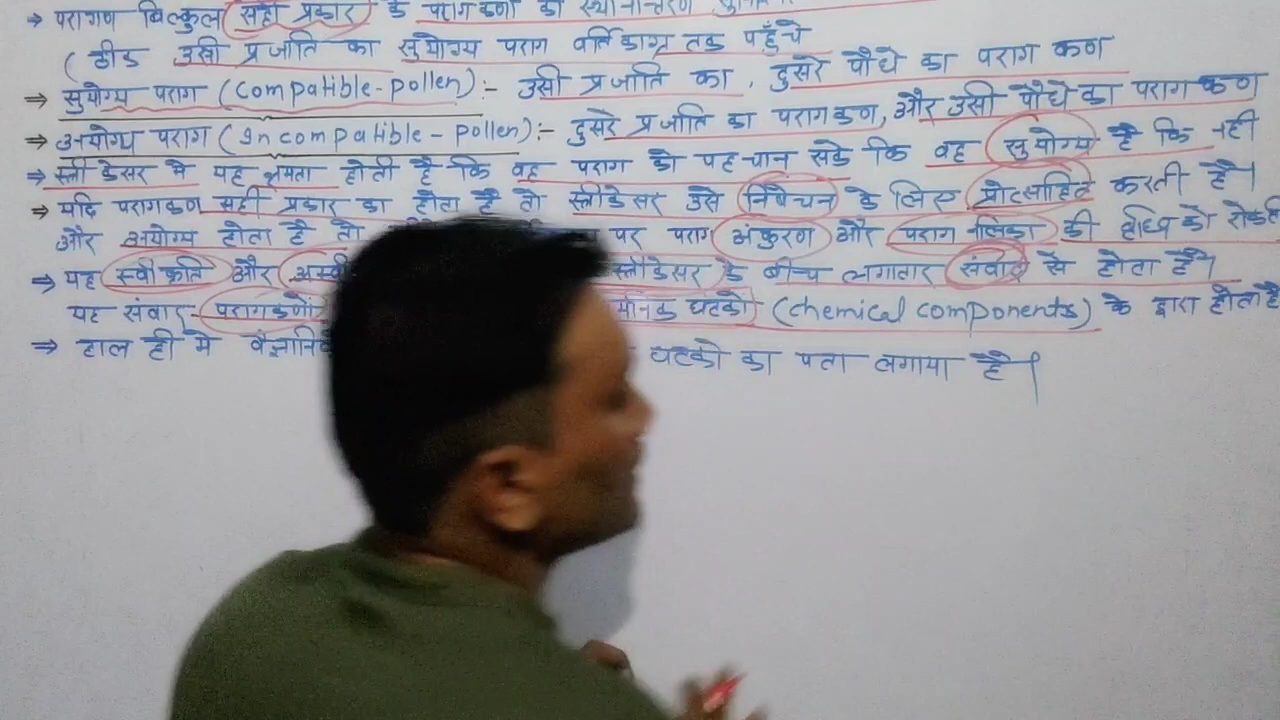 → परागण बिल्कुल सही प्रकार के परागकणों का स्थानान्तरण
( ठीक उसी प्रजाति का सुयोग्य पराग वर्तिकाग्र तक पहुँचे
⇒ सुयोग्य पराग (Compatible-pollen):- उसी प्रजाति का, दुसरे पौधे का पराग कण
⇒ अयोग्य पराग (Incompatible-pollen):- दुसरे प्रजाति का परागकण, और उसी पौधे का परागकण
⇒ स्त्रीकेसर मे यह क्षमता होती है कि वह पराग को पहचान सके कि वह सुयोग्य है कि नही
⇒ यदि परागकण सही प्रकार का होता है तो स्त्रीकेसर उसे निषेचन के लिए प्रोत्साहित करती है।
और अयोग्य होता है तो पर पराग अंकुरण और पराग नलिका की वृध्दि को
⇒ यह स्वीकृति और स्त्रीकेसर के बीच लगातार संवाद से होता है।
यह संवाद परागकणों घटको (chemical components) के द्वारा होता है
⇒ हाल ही मे घटको का पता लगाया है।